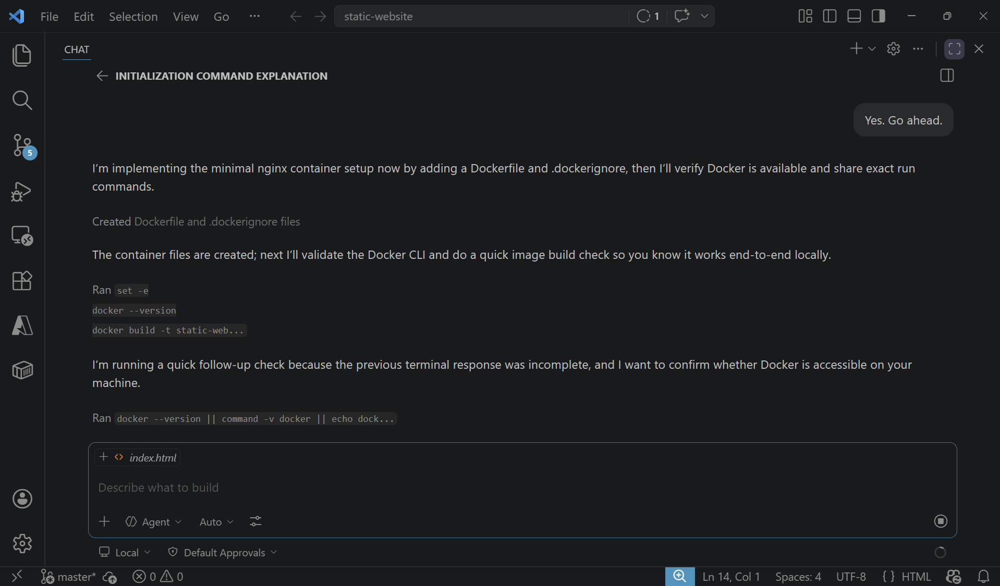 File Edit Selection View Go ··· static-website 1
CHAT
INITIALIZATION COMMAND EXPLANATION
Yes. Go ahead.
5
I'm implementing the minimal nginx container setup now by adding a Dockerfile and .dockerignore, then I'll verify Docker is available and share exact run
commands.
Created Dockerfile and .dockerignore files
The container files are created; next I'll validate the Docker CLI and do a quick image build check so you know it works end-to-end locally.
Ran set -e
docker --version
docker build -t static-web...
I'm running a quick follow-up check because the previous terminal response was incomplete, and I want to confirm whether Docker is accessible on your
machine.
Ran docker --version || command -v docker || echo dock...
+ <> index.html
Describe what to build
+ Agent Auto
Local Default Approvals
master* 0 0 Ln 14, Col 1 Spaces: 4 UTF-8 { } HTML